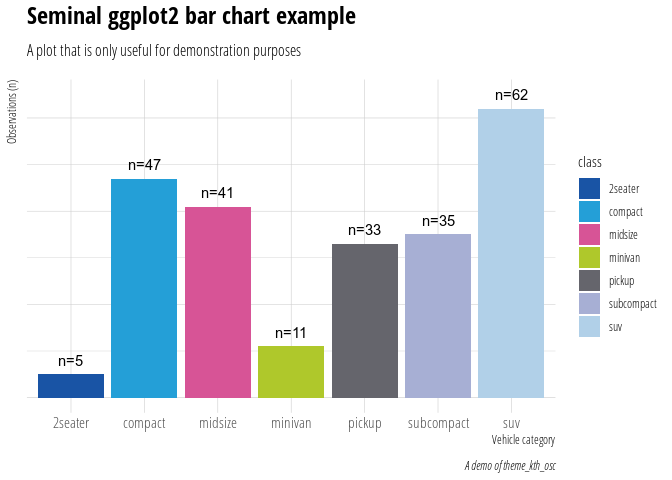 Seminal ggplot2 bar chart example
A plot that is only useful for demonstration purposes
Observations (n)
n=5
n=47
n=41
n=11
n=33
n=35
n=62
2seater
compact
midsize
minivan
pickup
subcompact
suv
Vehicle category
class
2seater
compact
midsize
minivan
pickup
subcompact
suv
A demo of theme_kth_osc